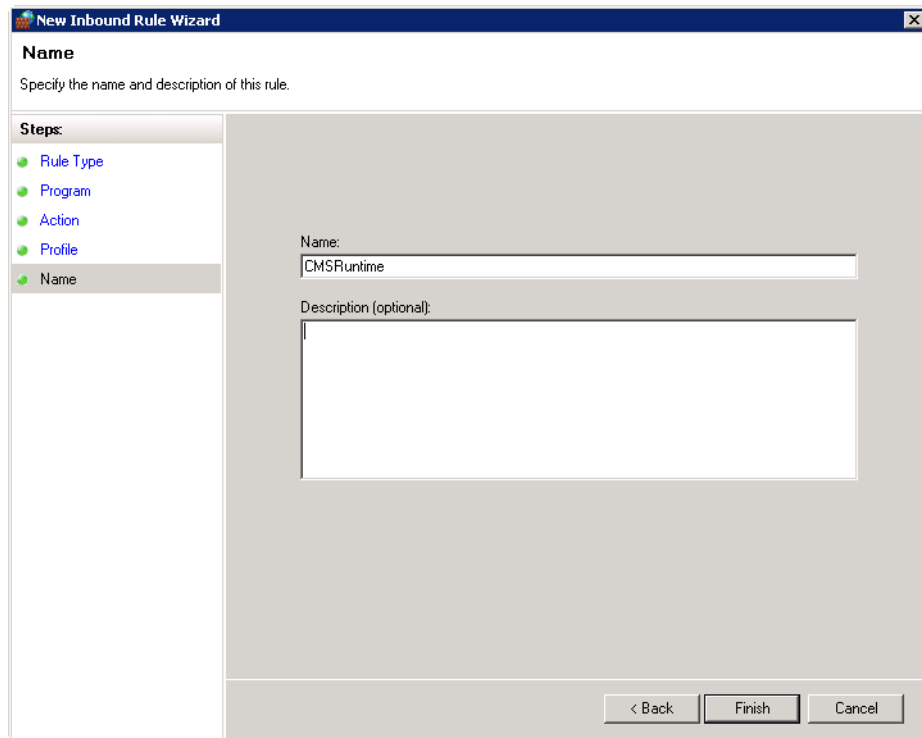 New Inbound Rule Wizard
Name
Specify the name and description of this rule.
Steps:
Rule Type
Program
Action
Profile
Name
Name:
CMSRuntime
Description (optional):
< Back
Finish
Cancel